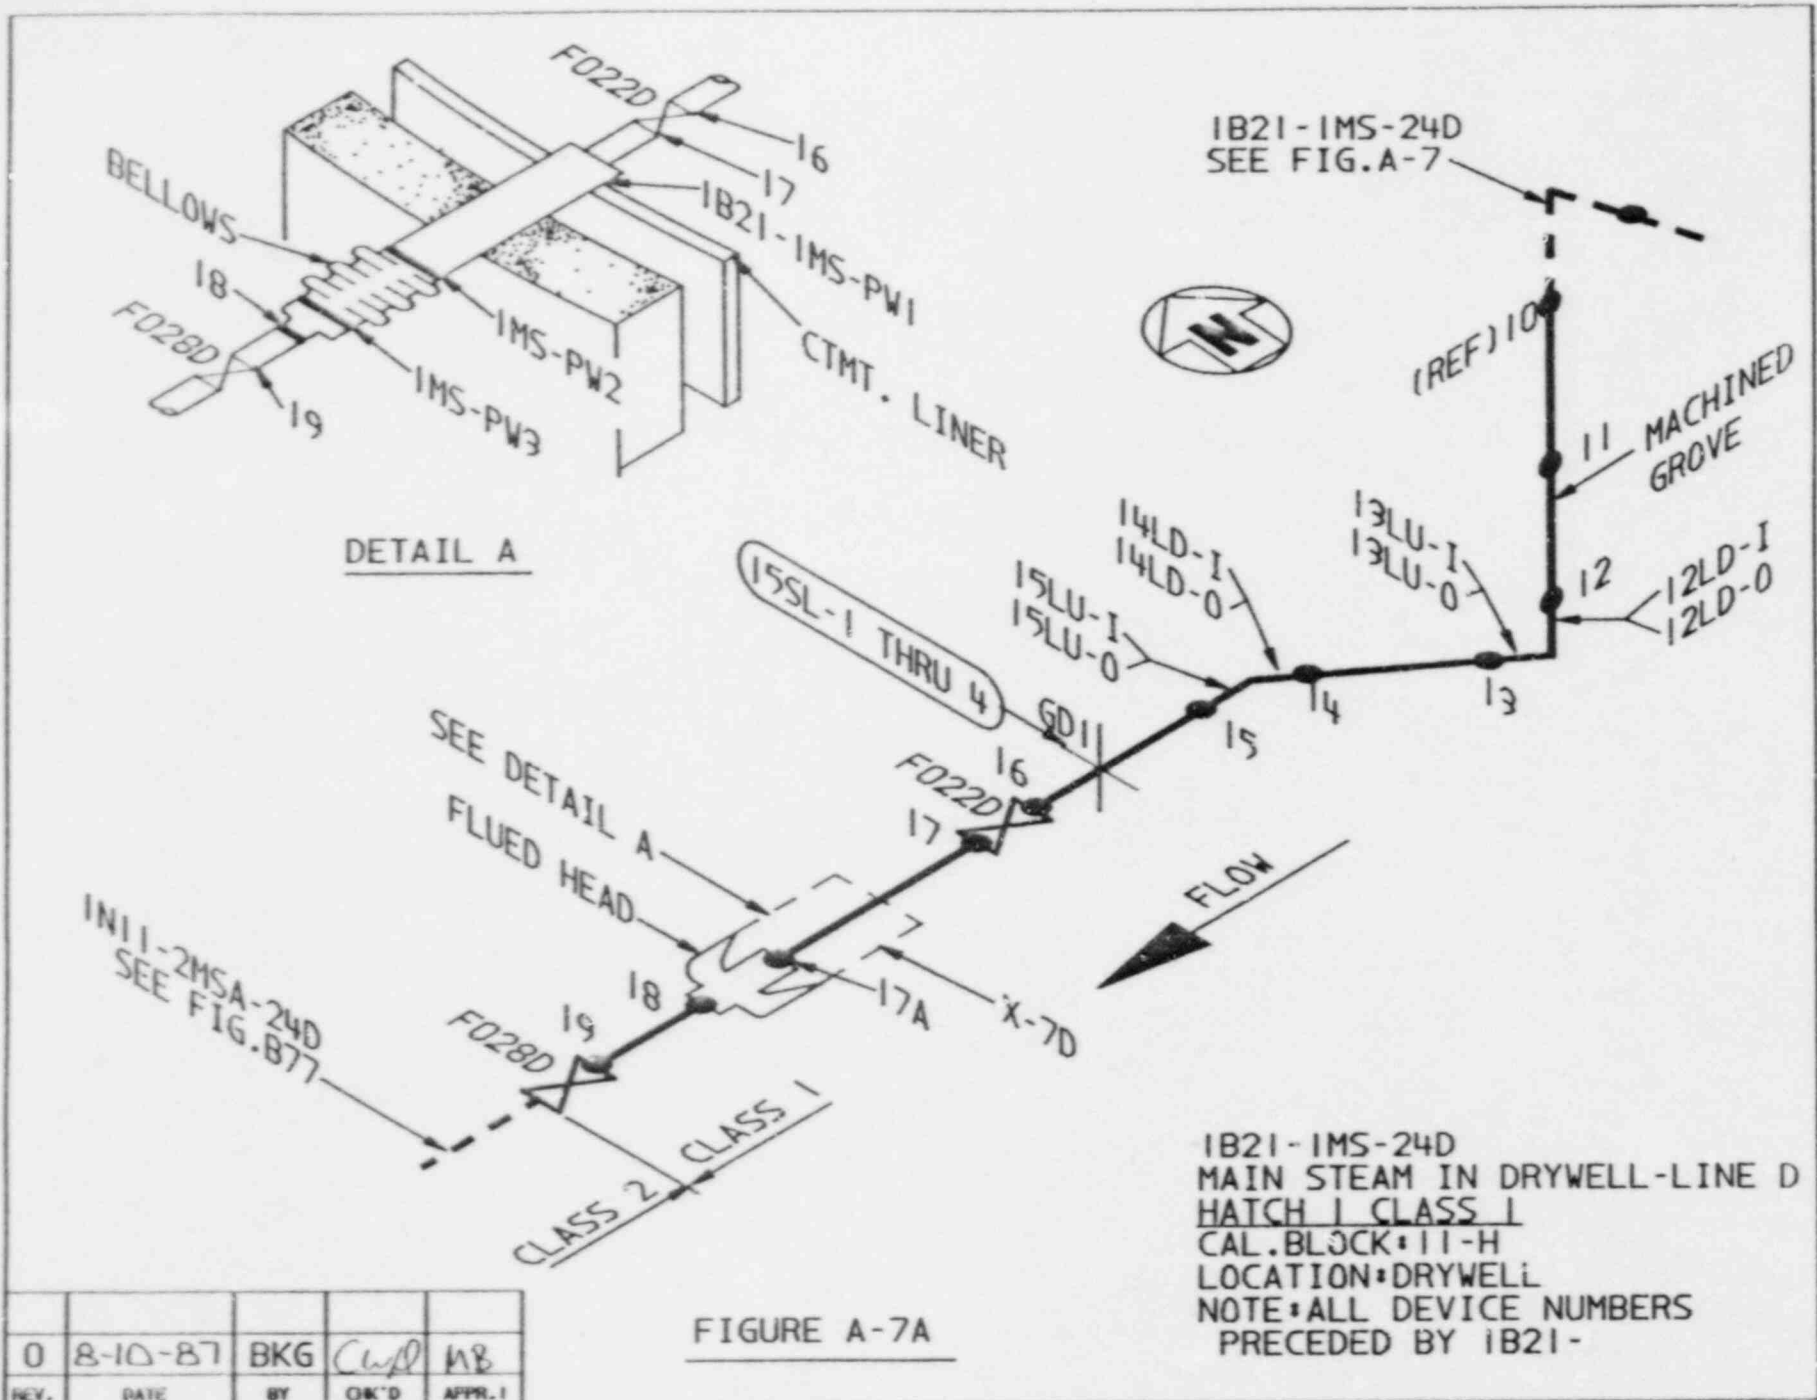 F022D
16
17
1B21-1MS-PW1
BELLOWS
18
F028D
19
1MS-PW2
1MS-PW3
CTMT. LINER
DETAIL A
1B21-1MS-24D
SEE FIG.A-7
N
(REF)10
11
MACHINED
GROVE
12
12LD-I
12LD-O
13LU-I
13LU-O
13
14LD-I
14LD-O
14
15LU-I
15LU-O
15
15SL-1 THRU 4
GD11
16
F022D
17
SEE DETAIL A
FLUED HEAD
17A
X-7D
FLOW
18
19
F028D
1N11-2MSA-24D
SEE FIG.B77
CLASS 1
CLASS 2
1B21-1MS-24D
MAIN STEAM IN DRYWELL-LINE D
HATCH 1 CLASS 1
CAL.BLOCK:11-H
LOCATION:DRYWELL
NOTE:ALL DEVICE NUMBERS
PRECEDED BY 1B21-
FIGURE A-7A
0 8-10-87 BKG MB
REV. DATE BY CHK'D APPR.1